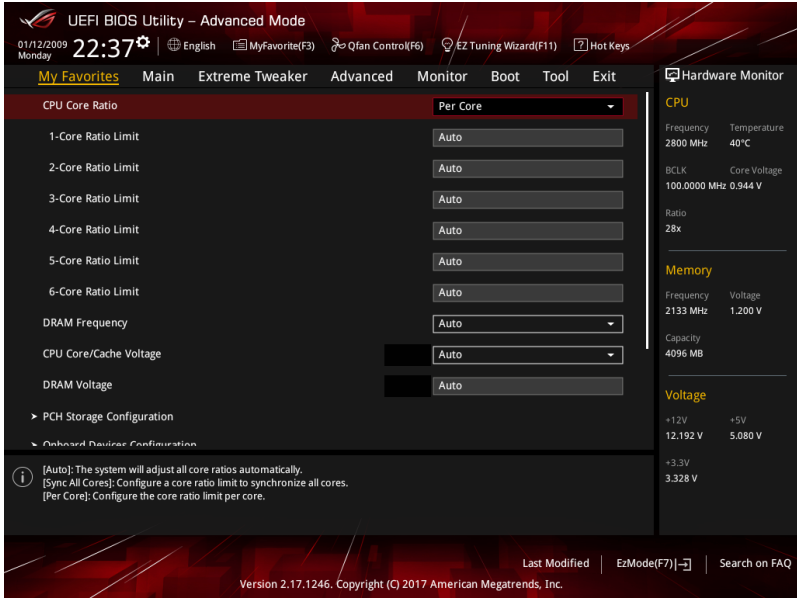 UEFI BIOS Utility – Advanced Mode
01/12/2009 Monday 22:37 English MyFavorite(F3) Qfan Control(F6) EZ Tuning Wizard(F11) ? Hot Keys
My Favorites Main Extreme Tweaker Advanced Monitor Boot Tool Exit
CPU Core Ratio Per Core
1-Core Ratio Limit Auto
2-Core Ratio Limit Auto
3-Core Ratio Limit Auto
4-Core Ratio Limit Auto
5-Core Ratio Limit Auto
6-Core Ratio Limit Auto
DRAM Frequency Auto
CPU Core/Cache Voltage Auto
DRAM Voltage Auto
PCH Storage Configuration
Onboard Devices Configuration
[Auto]: The system will adjust all core ratios automatically.
[Sync All Cores]: Configure a core ratio limit to synchronize all cores.
[Per Core]: Configure the core ratio limit per core.
Hardware Monitor
CPU
Frequency Temperature
2800 MHz 40°C
BCLK Core Voltage
100.0000 MHz 0.944 V
Ratio
28x
Memory
Frequency Voltage
2133 MHz 1.200 V
Capacity
4096 MB
Voltage
+12V +5V
12.192 V 5.080 V
+3.3V
3.328 V
Last Modified EzMode(F7) Search on FAQ
Version 2.17.1246. Copyright (C) 2017 American Megatrends, Inc.